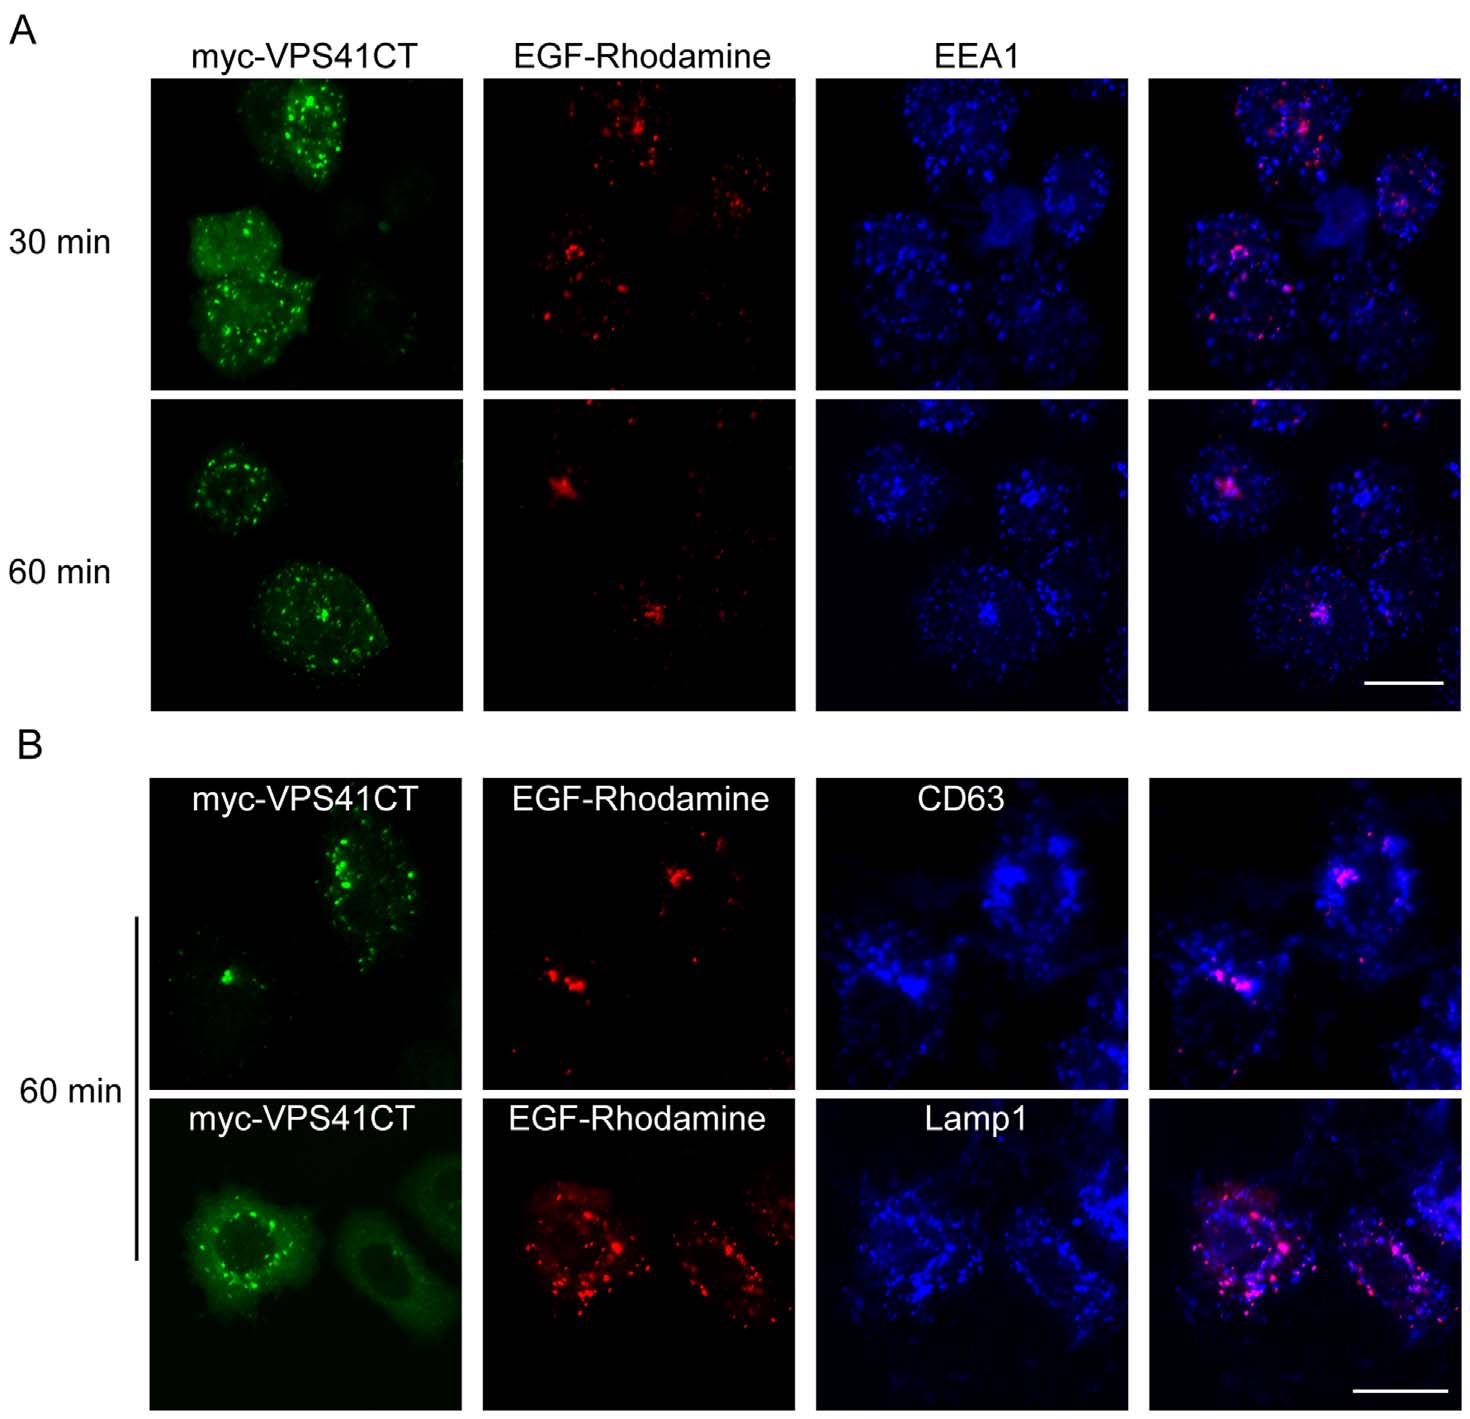 A
myc-VPS41CT EGF-Rhodamine EEA1
30 min
60 min
B
myc-VPS41CT EGF-Rhodamine CD63
60 min
myc-VPS41CT EGF-Rhodamine Lamp1